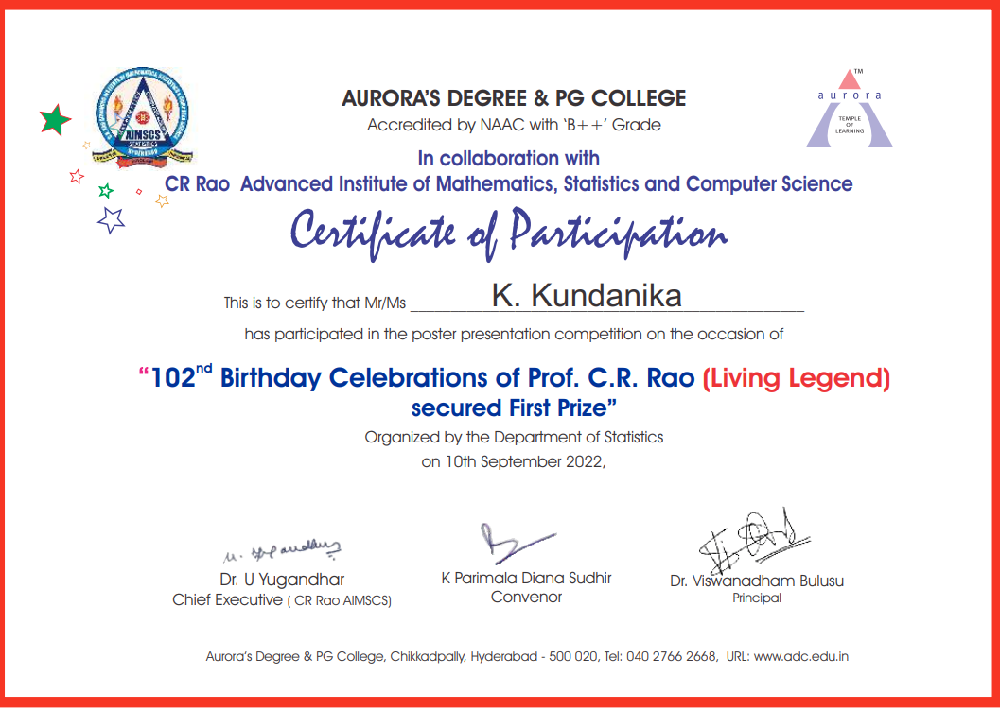 AIMSCS
STATISTICS
HYDERABAD
TM
aurora
TEMPLE
OF
LEARNING
AURORA'S DEGREE & PG COLLEGE
Accredited by NAAC with ‘B++’ Grade
In collaboration with
CR Rao Advanced Institute of Mathematics, Statistics and Computer Science
Certificate of Participation
This is to certify that Mr/Ms K. Kundanika
has participated in the poster presentation competition on the occasion of
“102nd Birthday Celebrations of Prof. C.R. Rao (Living Legend)
secured First Prize”
Organized by the Department of Statistics
on 10th September 2022,
Dr. U Yugandhar
Chief Executive ( CR Rao AIMSCS)
K Parimala Diana Sudhir
Convenor
Dr. Viswanadham Bulusu
Principal
Aurora's Degree & PG College, Chikkadpally, Hyderabad - 500 020, Tel: 040 2766 2668, URL: www.adc.edu.in